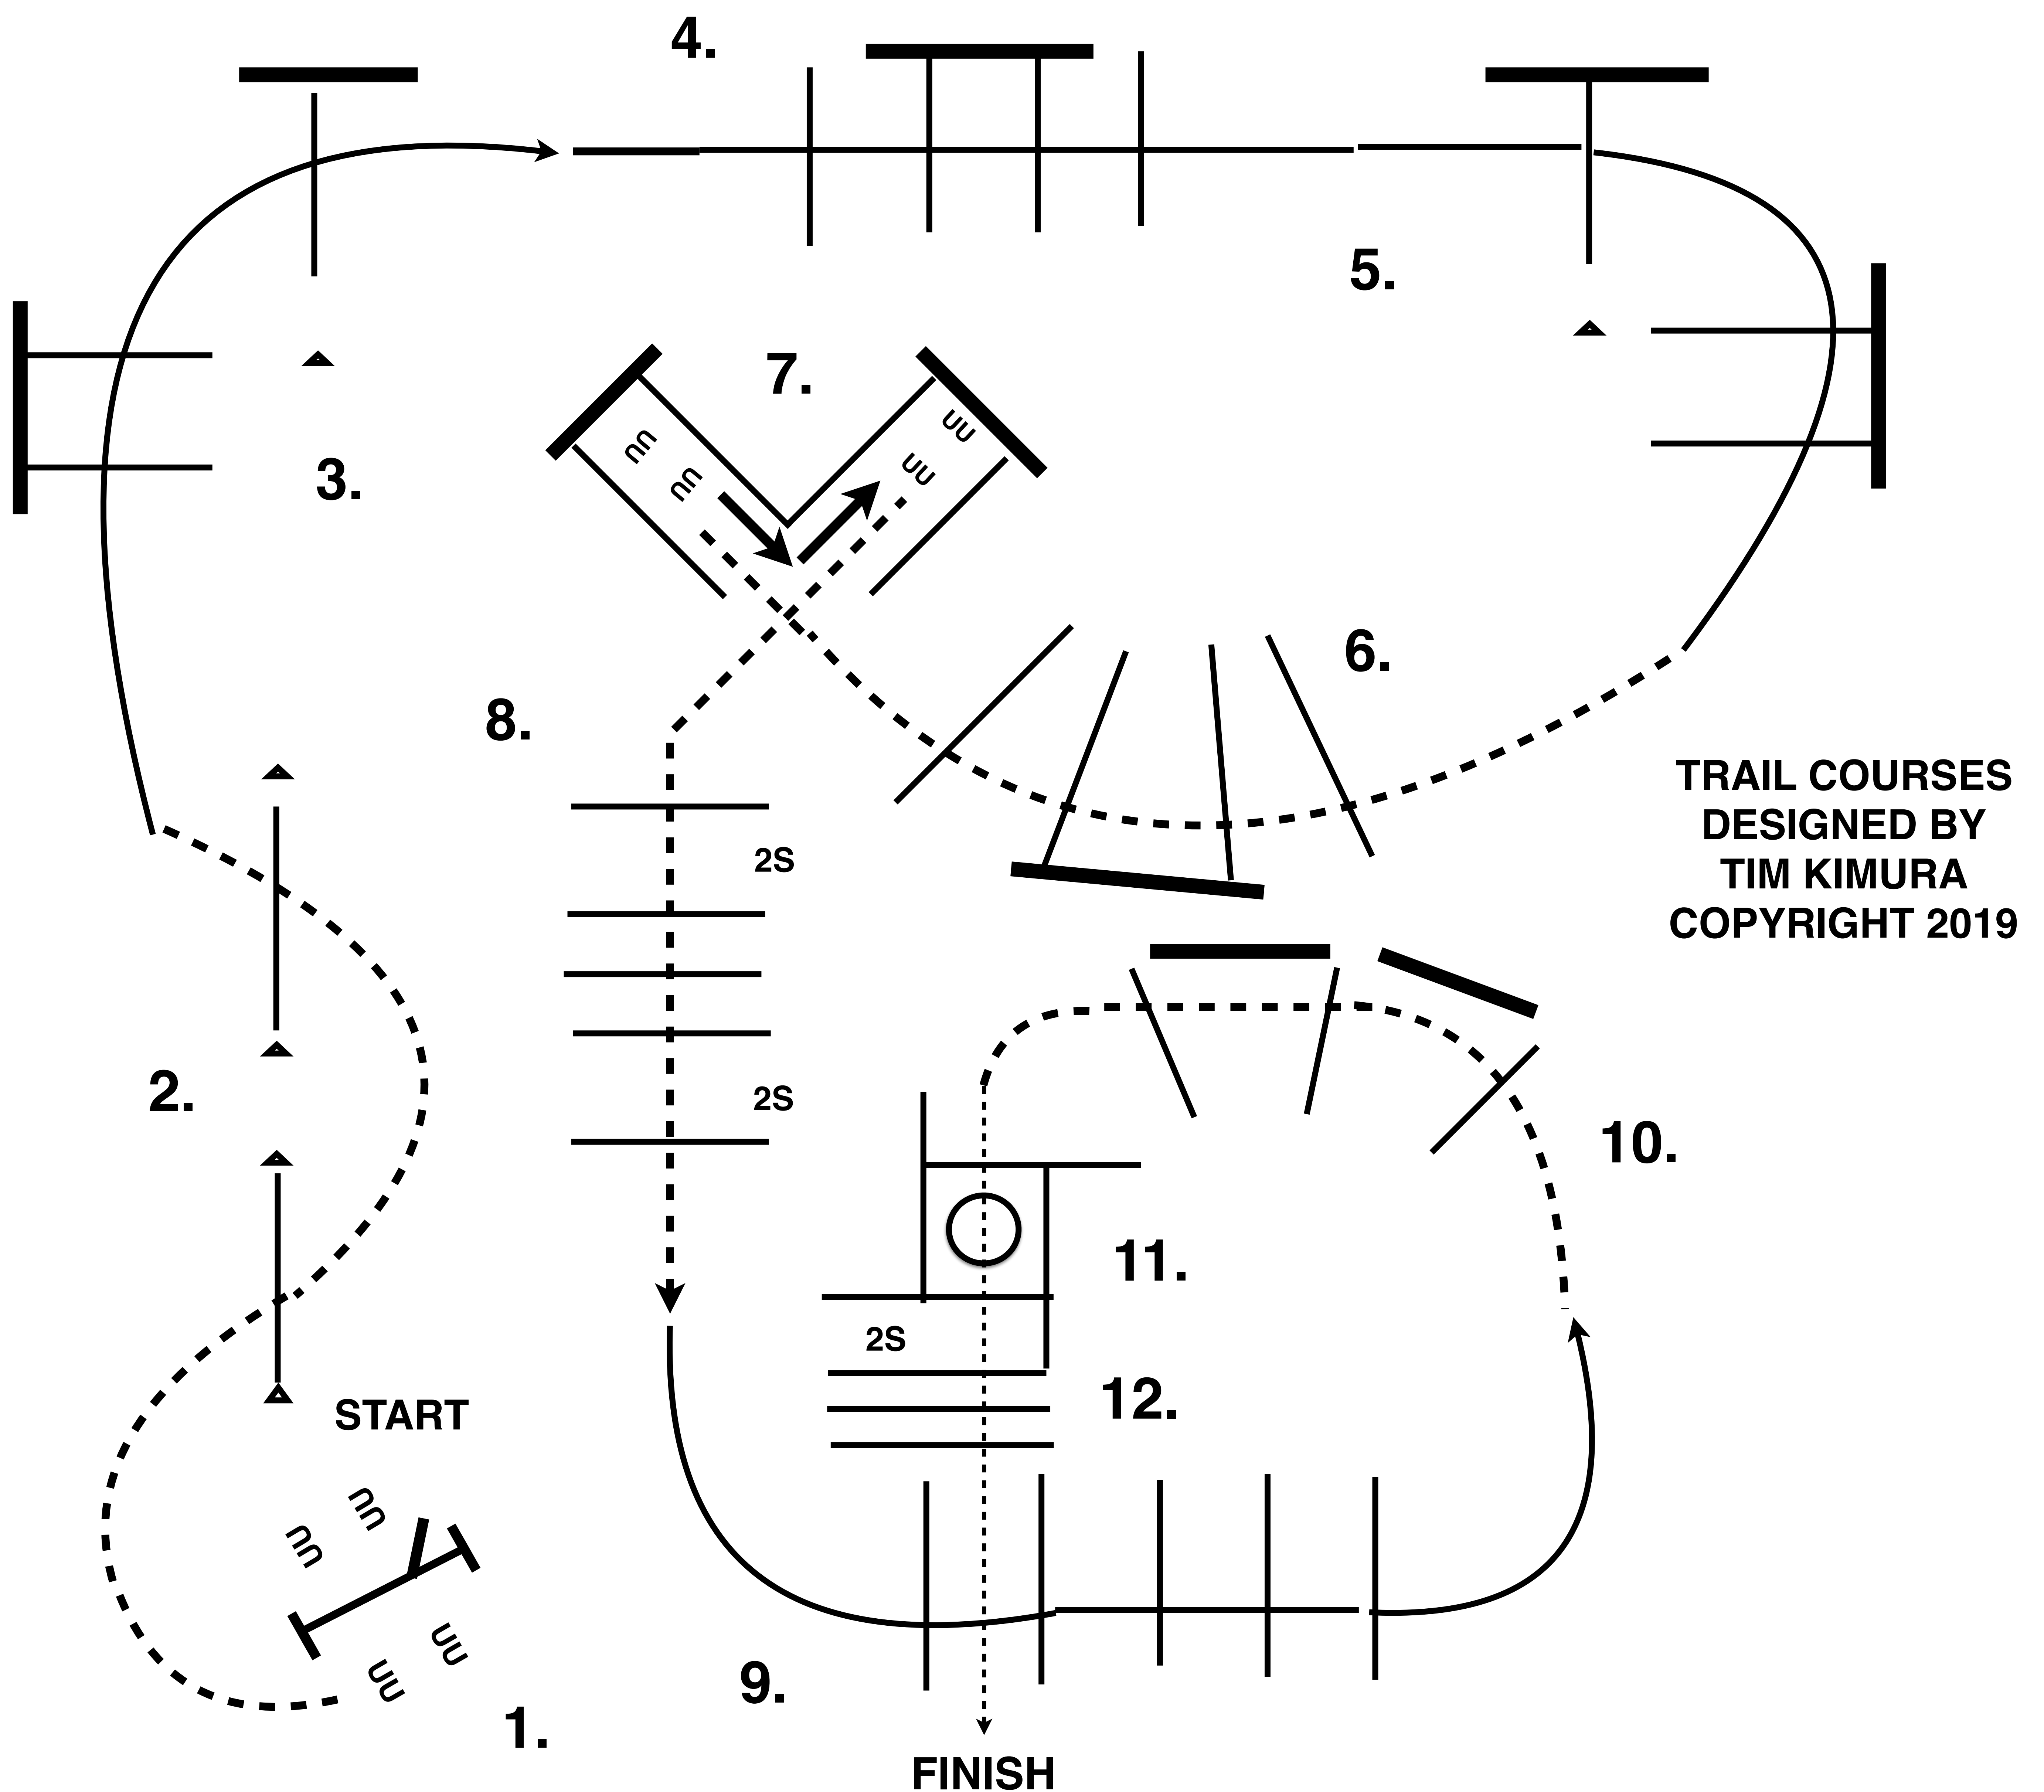 4.
5.
7.
3.
6.
8.
TRAIL COURSES
DESIGNED BY
TIM KIMURA
COPYRIGHT 2019
2S
2.
2S
10.
11.
2S
12.
START
9.
1.
FINISH